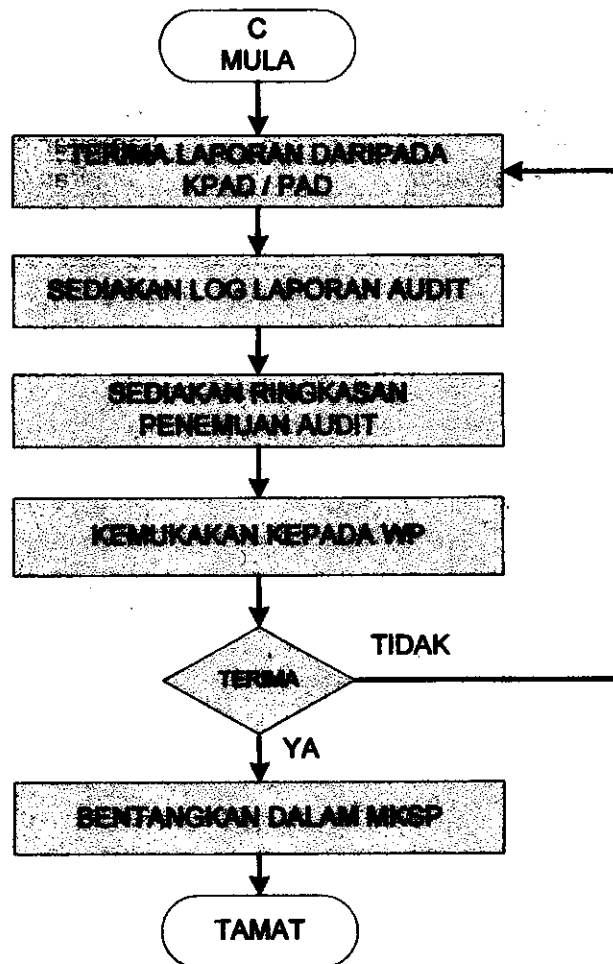 C
MULA
TERIMA LAPORAN DARIPADA
KPAD / PAD
SEDIAKAN LOG LAPORAN AUDIT
SEDIAKAN RINGKASAN
PENEMUAN AUDIT
KEMUKAKAN KEPADA WP
TERIMA
TIDAK
YA
BENTANGKAN DALAM MKSP
TAMAT